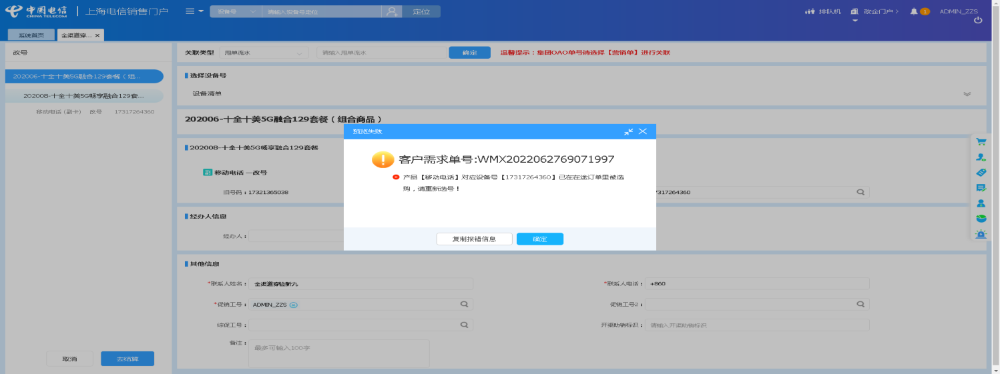 中国电信 CHINA TELECOM 上海电信销售门户 设备号 请输入设备号定位 定位 排队机 政企门户 1 ADMIN_ZZS
系统首页 全渠道穿...
改号
关联类型 甩单流水 请输入甩单流水 确定 温馨提示：集团OAO单号请选择【营销单】进行关联
202006-十全十美5G融合129套餐（组...
选择设备号
设备清单
202008-十全十美5G畅享融合129套...
移动电话 (副卡) 改号 17317264360
202006-十全十美5G融合129套餐（组合商品）
202008-十全十美5G畅享融合129套餐
副 移动电话 —改号
旧号码：17321365038
7317264360
预览失败
客户需求单号:WMX2022062769071997
产品【移动电话】对应设备号【17317264360】已在在途订单里被选
购，请重新选号！
复制报错信息 确定
经办人信息
经办人：
其他信息
*联系人姓名： 全渠道穿验新九 *联系人电话： +860
*促销工号： ADMIN_ZZS 促销工号2：
综促工号： 开渠助销标识： 请输入开渠助销标识
备注： 最多可输入100字
取消 去结算